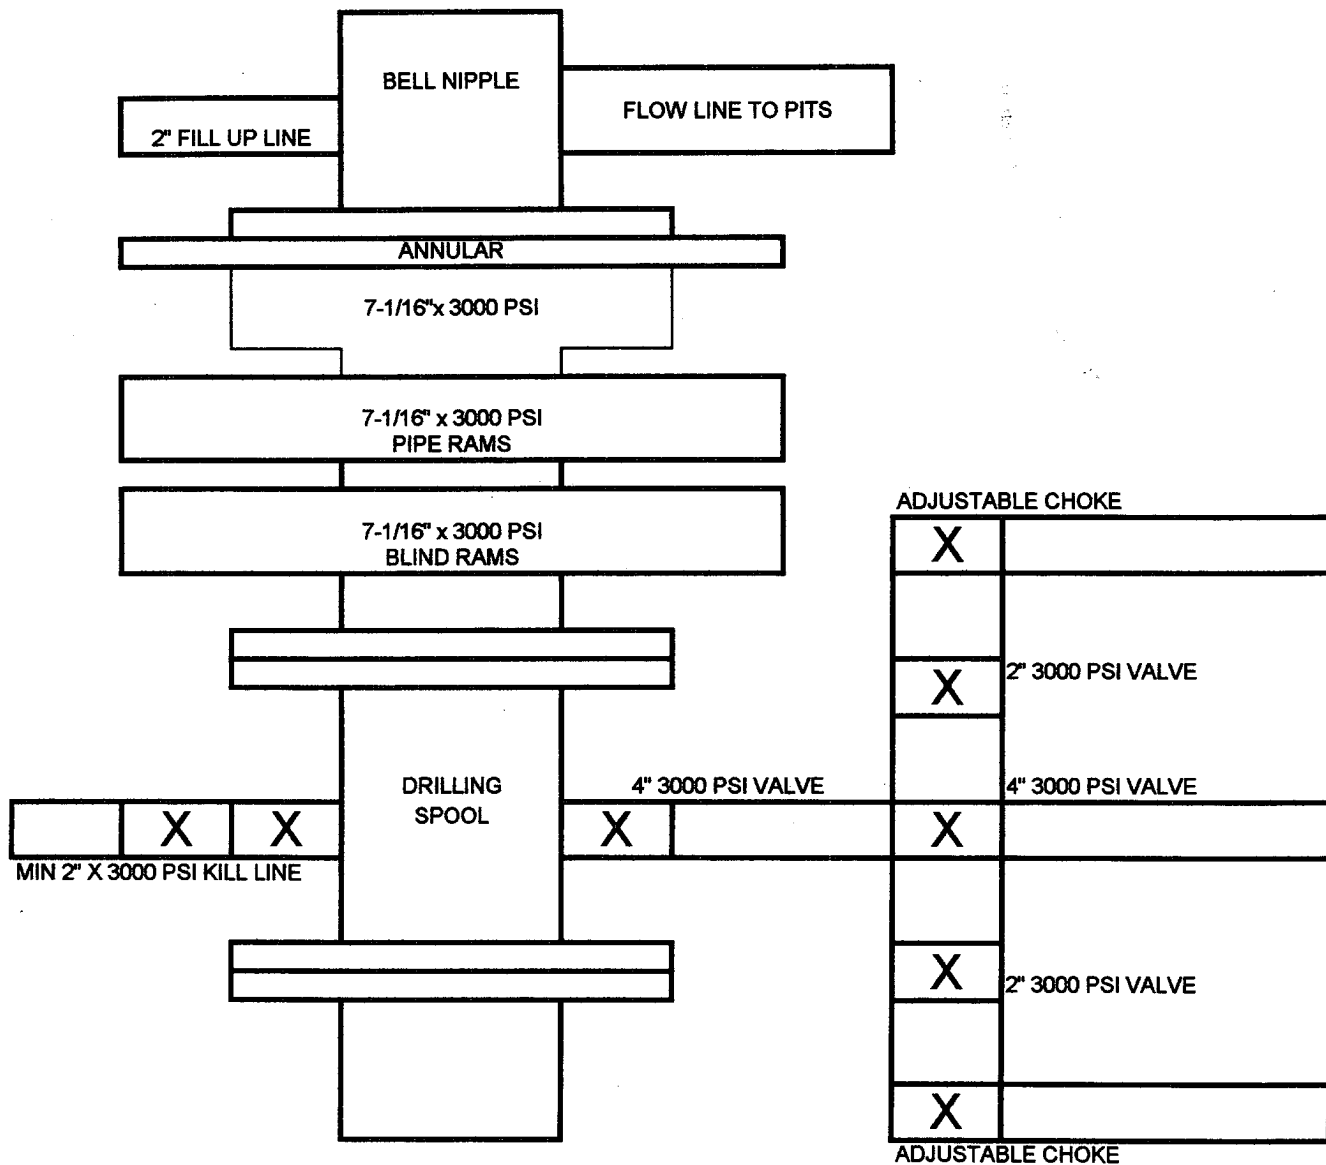 BELL NIPPLE
FLOW LINE TO PITS
2" FILL UP LINE
ANNULAR
7-1/16"x 3000 PSI
7-1/16" x 3000 PSI
PIPE RAMS
7-1/16" x 3000 PSI
BLIND RAMS
ADJUSTABLE CHOKE
X
X
2" 3000 PSI VALVE
DRILLING
SPOOL
4" 3000 PSI VALVE
4" 3000 PSI VALVE
X
X
X
X
MIN 2" X 3000 PSI KILL LINE
X
2" 3000 PSI VALVE
X
ADJUSTABLE CHOKE